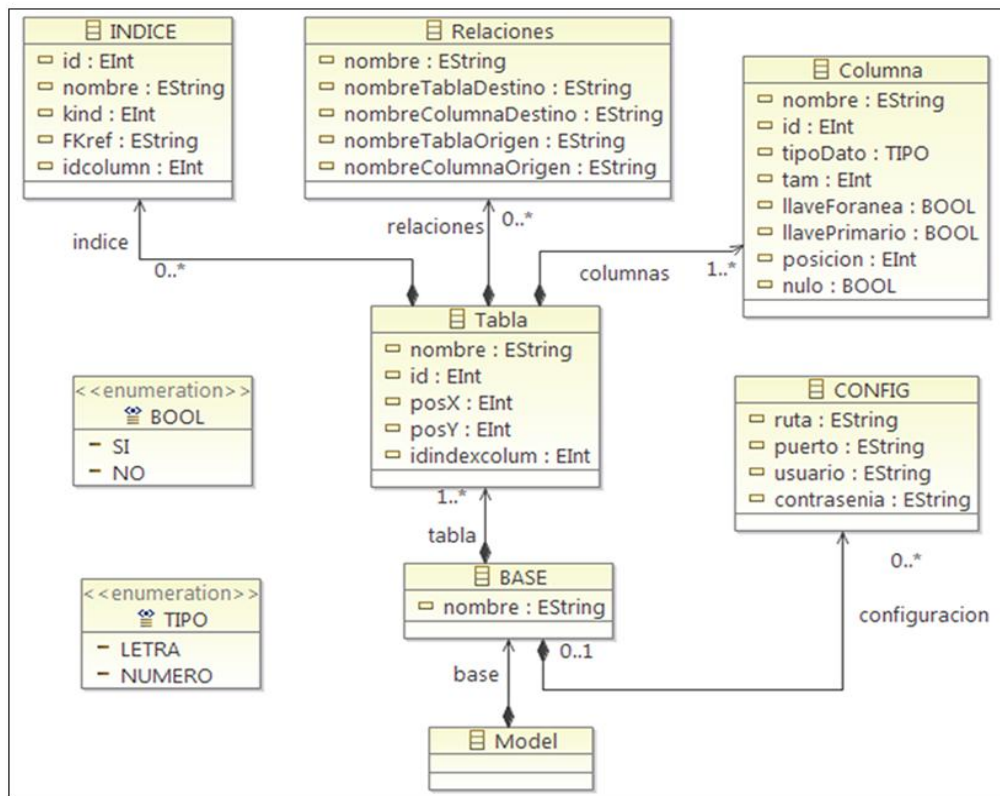 INDICE
id : EInt
nombre : EString
kind : EInt
FKref : EString
idcolumn : EInt
Relaciones
nombre : EString
nombreTablaDestino : EString
nombreColumnaDestino : EString
nombreTablaOrigen : EString
nombreColumnaOrigen : EString
Columna
nombre : EString
id : EInt
tipoDato : TIPO
tam : EInt
llaveForanea : BOOL
llavePrimario : BOOL
posicion : EInt
nulo : BOOL
indice
0..*
relaciones
0..*
columnas
1..*
Tabla
nombre : EString
id : EInt
posX : EInt
posY : EInt
idindexcolum : EInt
<<enumeration>>
BOOL
SI
NO
CONFIG
ruta : EString
puerto : EString
usuario : EString
contrasenia : EString
1..*
tabla
0..*
configuracion
BASE
nombre : EString
0..1
<<enumeration>>
TIPO
LETRA
NUMERO
base
Model